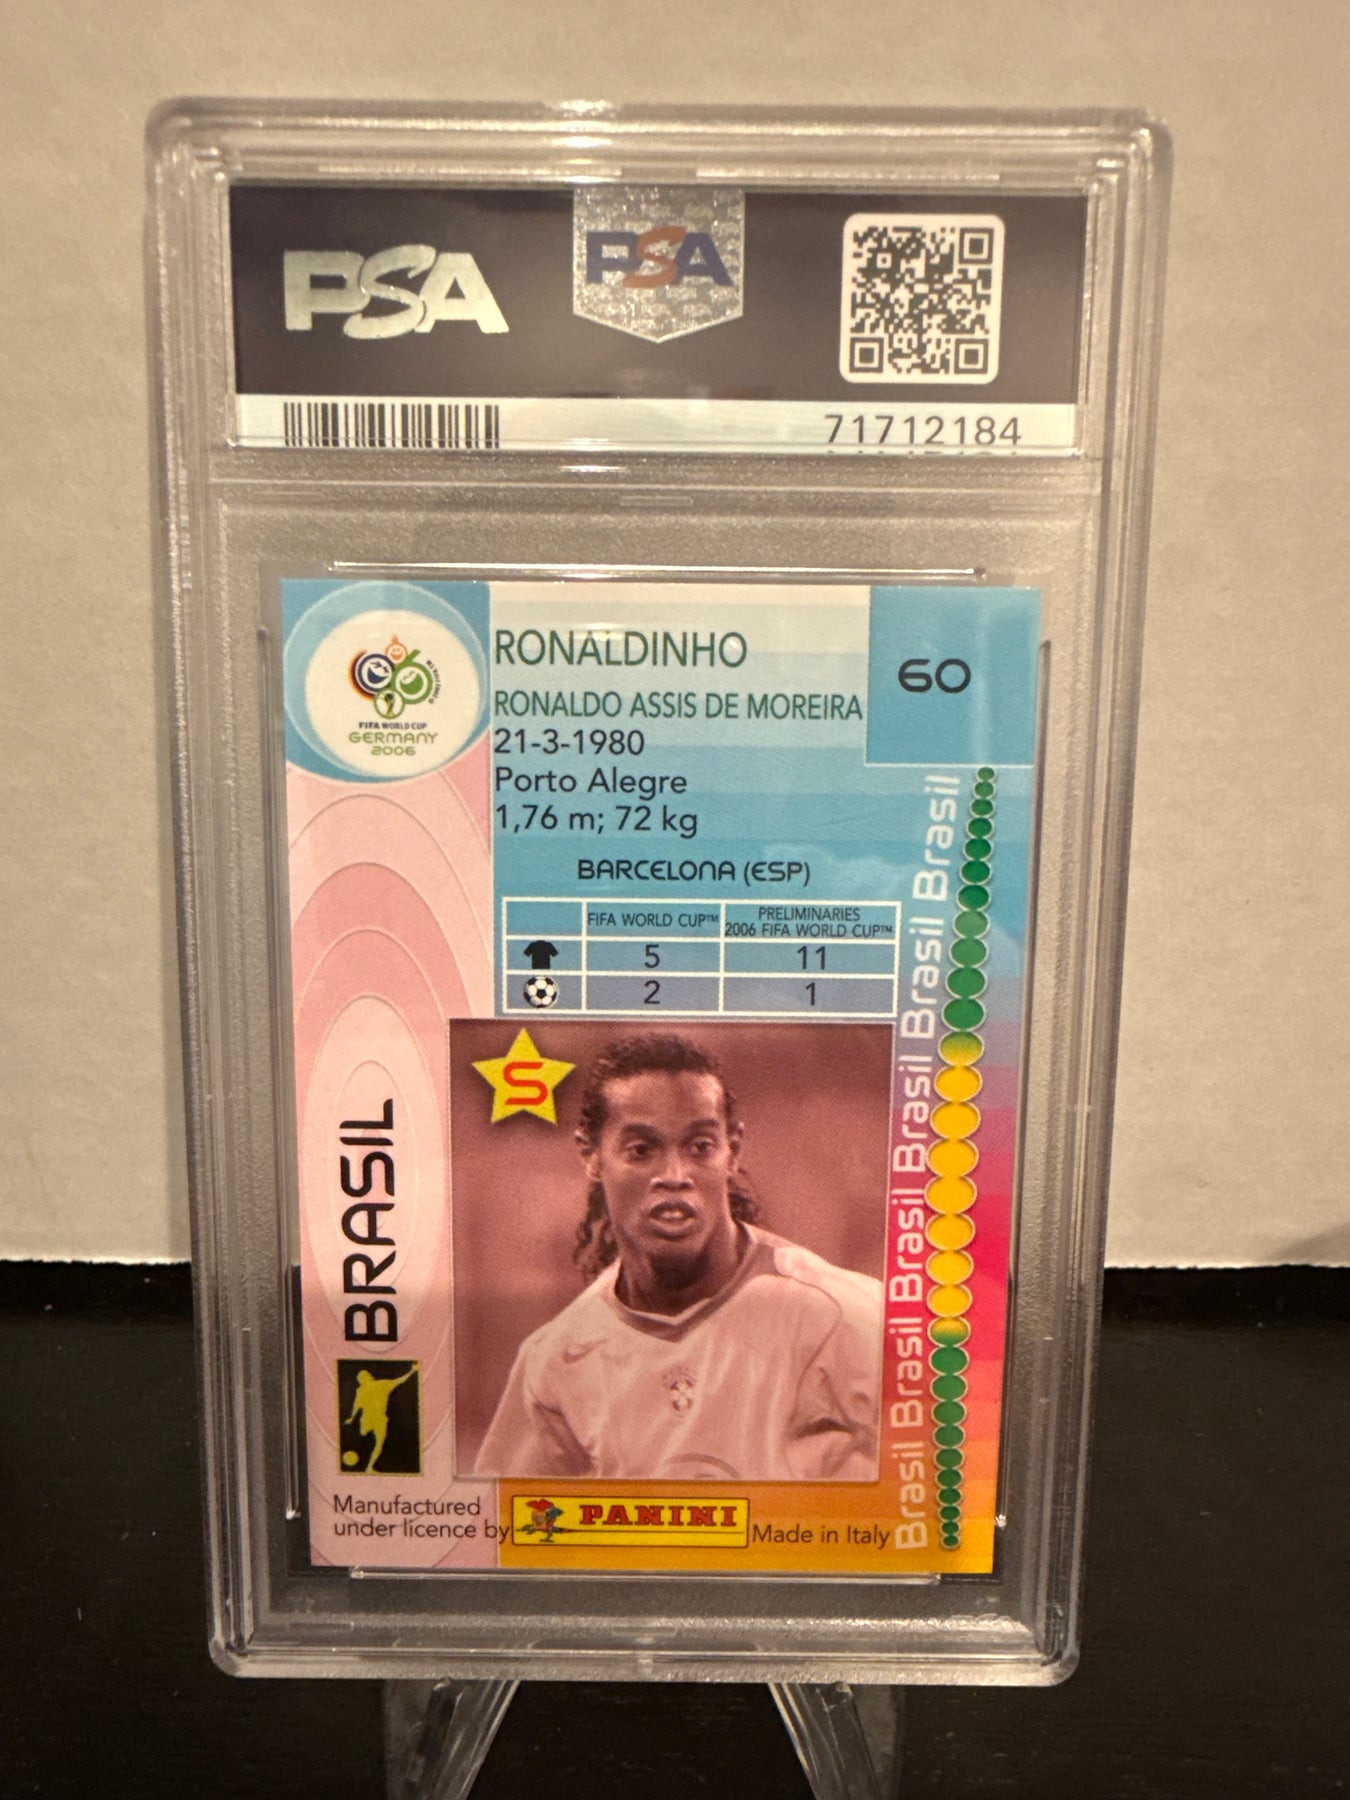 PSA
PSA
71712184
RONALDINHO
60
RONALDO ASSIS DE MOREIRA
21-3-1980
Porto Alegre
1,76 m; 72 kg
BARCELONA (ESP)
FIFA WORLD CUP™ PRELIMINARIES
2006 FIFA WORLD CUP™
5 11
2 1
FIFA WORLD CUP
GERMANY
2006
S
BRASIL
Brasil Brasil Brasil Brasil Brasil Brasil Brasil
Manufactured
under licence by PANINI Made in Italy